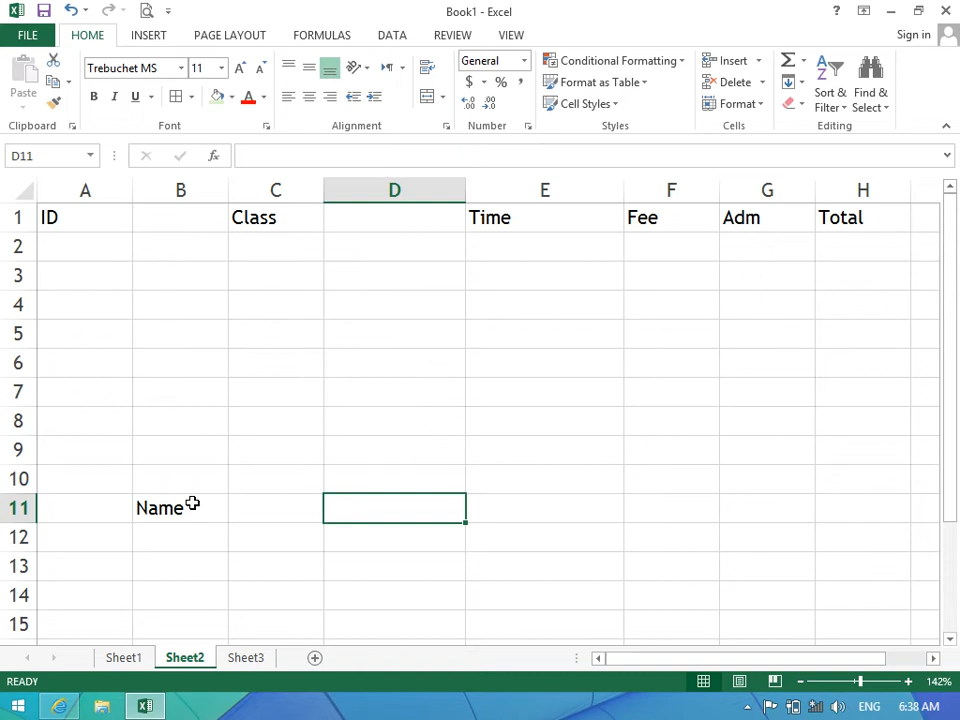 Book1 - Excel
FILE HOME INSERT PAGE LAYOUT FORMULAS DATA REVIEW VIEW Sign in
Paste
Trebuchet MS 11
B I U
General
$ % ,
Conditional Formatting
Format as Table
Cell Styles
Insert
Delete
Format
Sort & Filter
Find & Select
Clipboard Font Alignment Number Styles Cells Editing
D11 fx
A B C D E F G H
1 ID Class Time Fee Adm Total
2
3
4
5
6
7
8
9
10
11 Name
12
13
14
15
Sheet1 Sheet2 Sheet3
READY 142%
ENG 6:38 AM